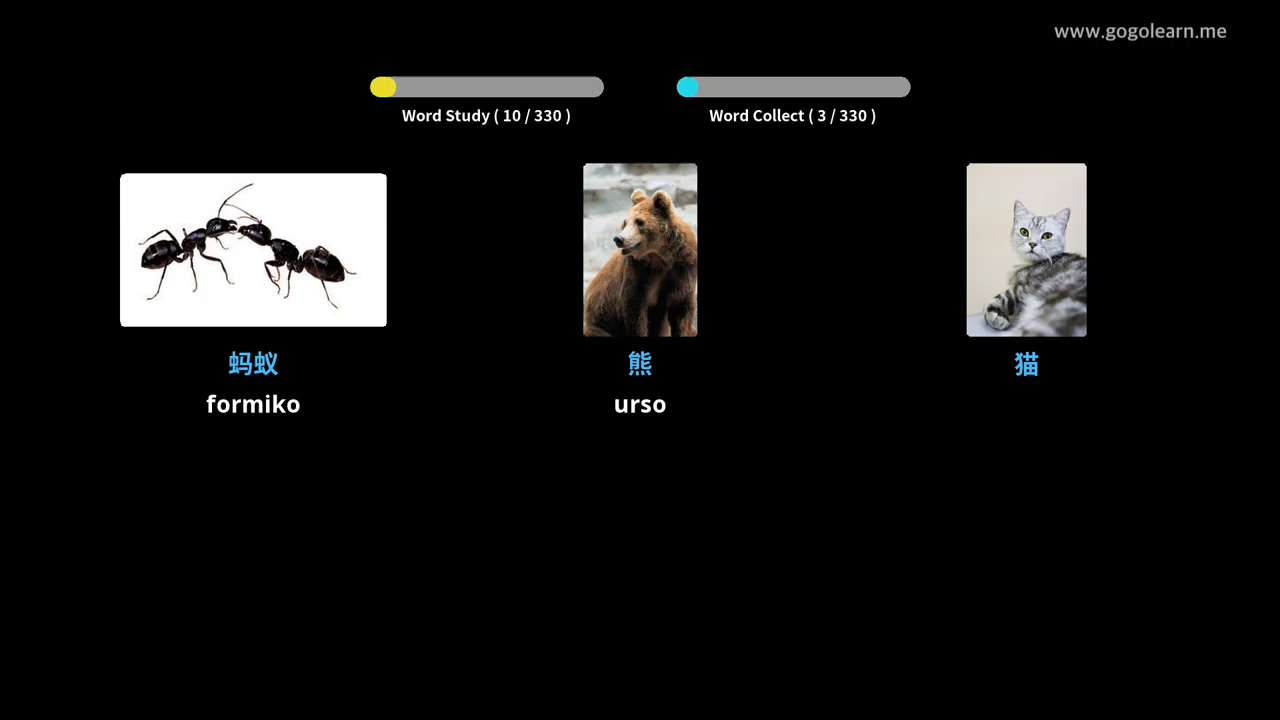 www.gogolearn.me
Word Study ( 10 / 330 )
Word Collect ( 3 / 330 )
蚂蚁
熊
猫
formiko
urso